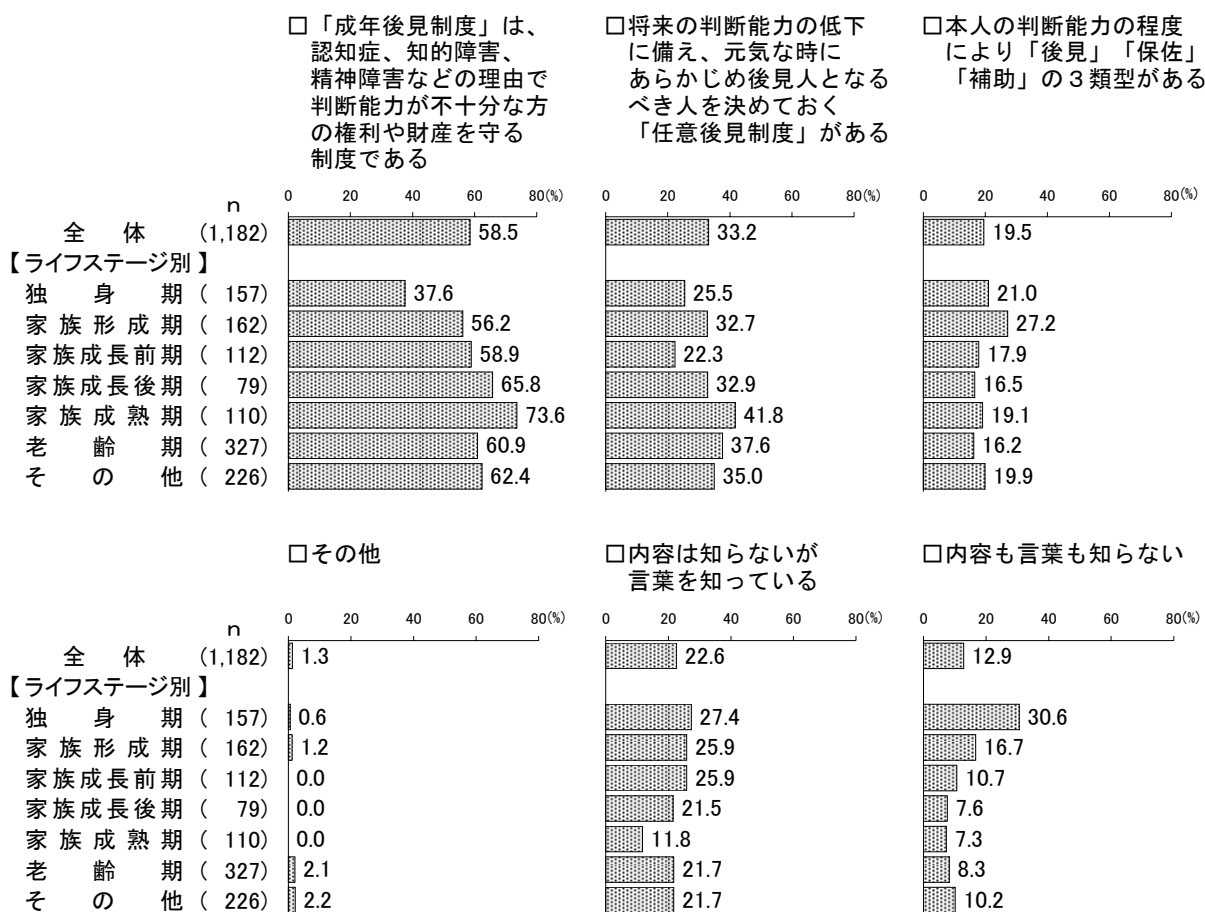 □「成年後見制度」は、
認知症、知的障害、
精神障害などの理由で
判断能力が不十分な方
の権利や財産を守る
制度である
□将来の判断能力の低下
に備え、元気な時に
あらかじめ後見人となる
べき人を決めておく
「任意後見制度」がある
□本人の判断能力の程度
により「後見」「保佐」
「補助」の3類型がある
n 0 20 40 60 80(%) 0 20 40 60 80(%) 0 20 40 60 80(%)
全体 (1,182) 58.5 33.2 19.5
【ライフステージ別】
独身期 ( 157) 37.6 25.5 21.0
家族形成期 ( 162) 56.2 32.7 27.2
家族成長前期 ( 112) 58.9 22.3 17.9
家族成長後期 ( 79) 65.8 32.9 16.5
家族成熟期 ( 110) 73.6 41.8 19.1
老齢期 ( 327) 60.9 37.6 16.2
その他 ( 226) 62.4 35.0 19.9
□その他
□内容は知らないが
言葉を知っている
□内容も言葉も知らない
n 0 20 40 60 80(%) 0 20 40 60 80(%) 0 20 40 60 80(%)
全体 (1,182) 1.3 22.6 12.9
【ライフステージ別】
独身期 ( 157) 0.6 27.4 30.6
家族形成期 ( 162) 1.2 25.9 16.7
家族成長前期 ( 112) 0.0 25.9 10.7
家族成長後期 ( 79) 0.0 21.5 7.6
家族成熟期 ( 110) 0.0 11.8 7.3
老齢期 ( 327) 2.1 21.7 8.3
その他 ( 226) 2.2 21.7 10.2